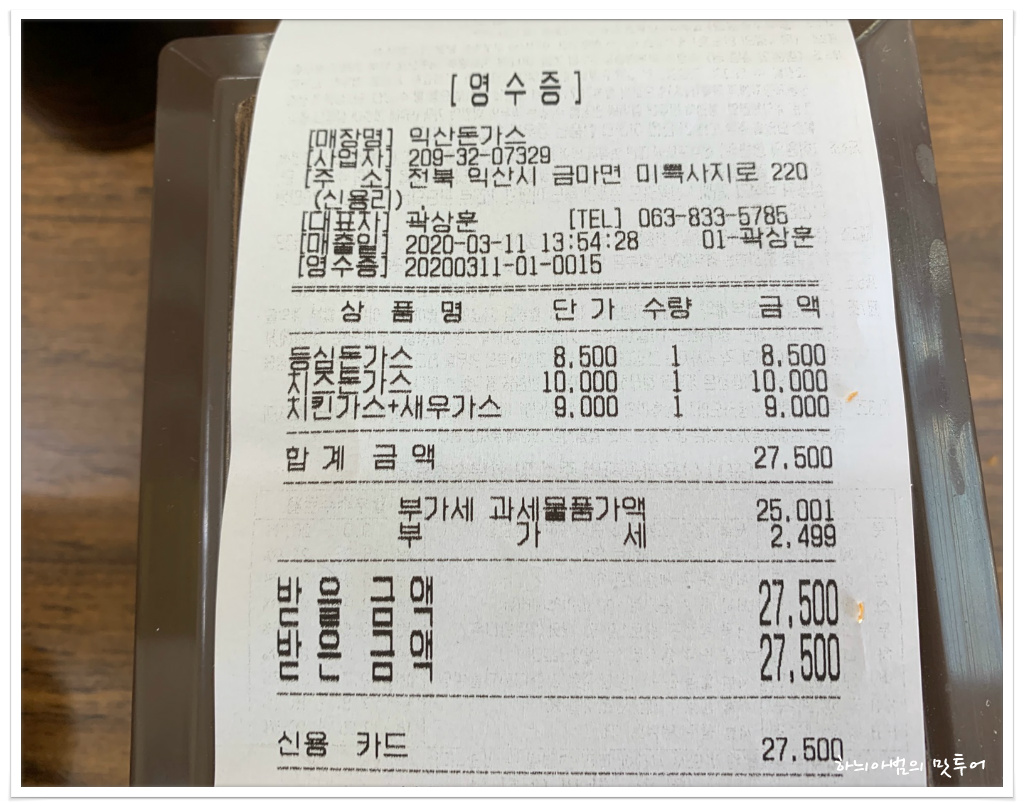 [영수증]
[매장명] 익산돈가스
[사업자] 209-32-07329
[주 소] 전북 익산시 금마면 미륵사지로 220
(신용리) ,
[대표자] 곽상훈 [TEL] 063-833-5785
[매출일] 2020-03-11 13:54:28 01-곽상훈
[영수증] 20200311-01-0015
상 품 명 단 가 수량 금 액
등심돈가스 8,500 1 8,500
치즈돈가스 10,000 1 10,000
치킨가스+새우가스 9,000 1 9,000
합 계 금 액 27,500
부가세 과세물품가액 25,001
부 가 세 2,499
받 을 금 액 27,500
받 은 금 액 27,500
신용 카드 27,500
하늬아범의 맛투어